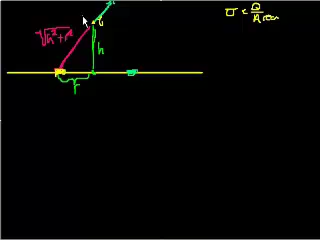 √h²+r²
h
r
σ = Q
Area